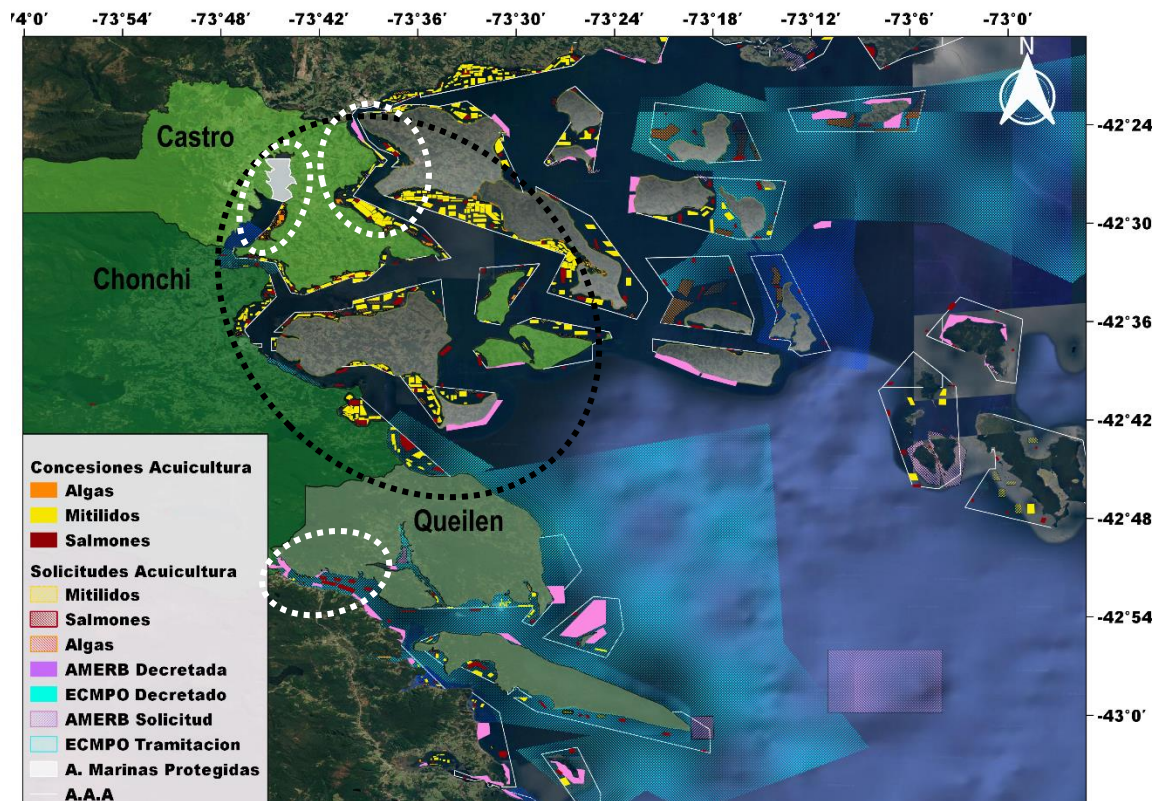 -74°0′ -73°48′ -73°42′ -73°36′ -73°30′ -73°24′ -73°18′ -73°12′ -73°6′ -73°0′
N
-42°24′
Castro
-42°30′
Chonchi
-42°36′
-42°42′
Concesiones Acuicultura
Algas
Mitilidos
Salmones
-42°48′
Queilen
Solicitudes Acuicultura
Mitilidos
Salmones
Algas
-42°54′
AMERB Decretada
ECMPO Decretado
AMERB Solicitud
-43°0′
ECMPO Tramitacion
A. Marinas Protegidas
A.A.A